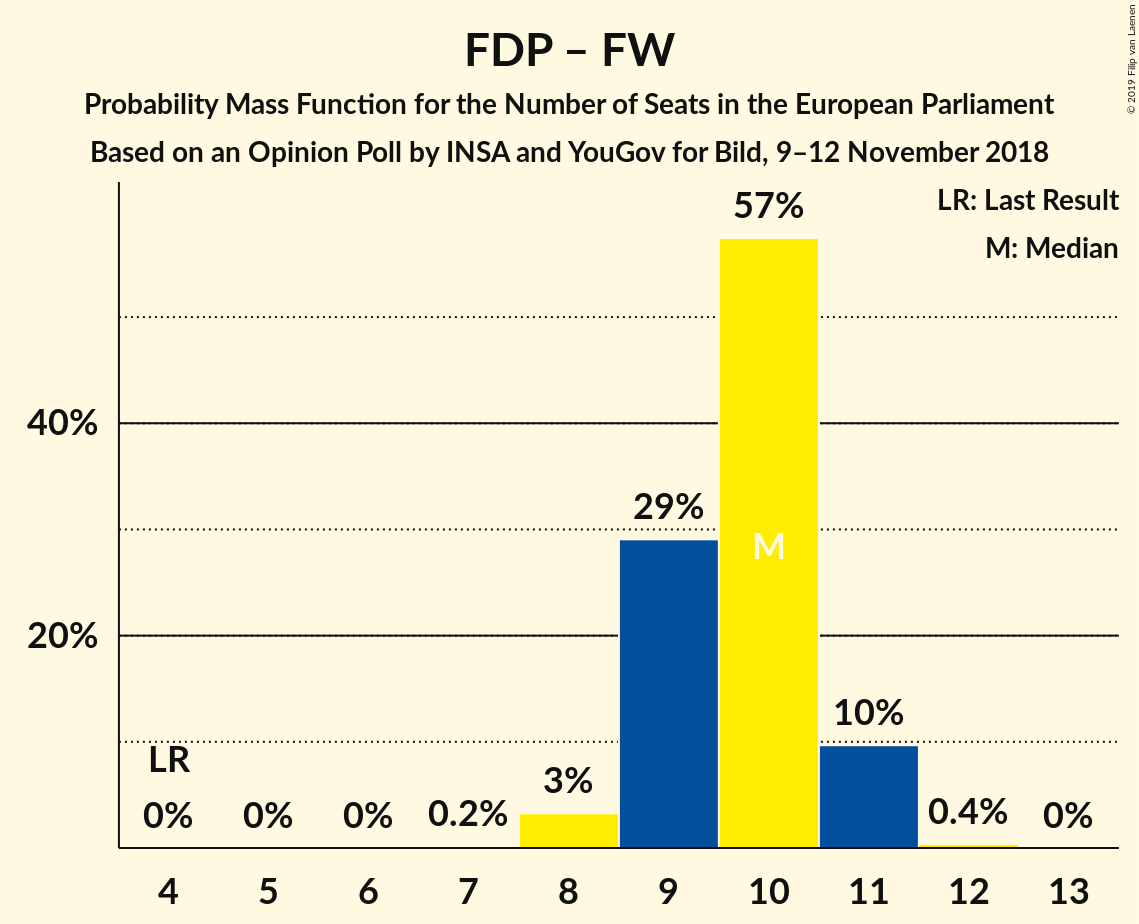 FDP – FW
Probability Mass Function for the Number of Seats in the European Parliament
Based on an Opinion Poll by INSA and YouGov for Bild, 9–12 November 2018
© 2019 Filip van Laenen
LR: Last Result
M: Median
57%
40%
29%
M
20%
10%
LR
3%
0% 0% 0% 0.2% 0.4% 0%
4 5 6 7 8 9 10 11 12 13